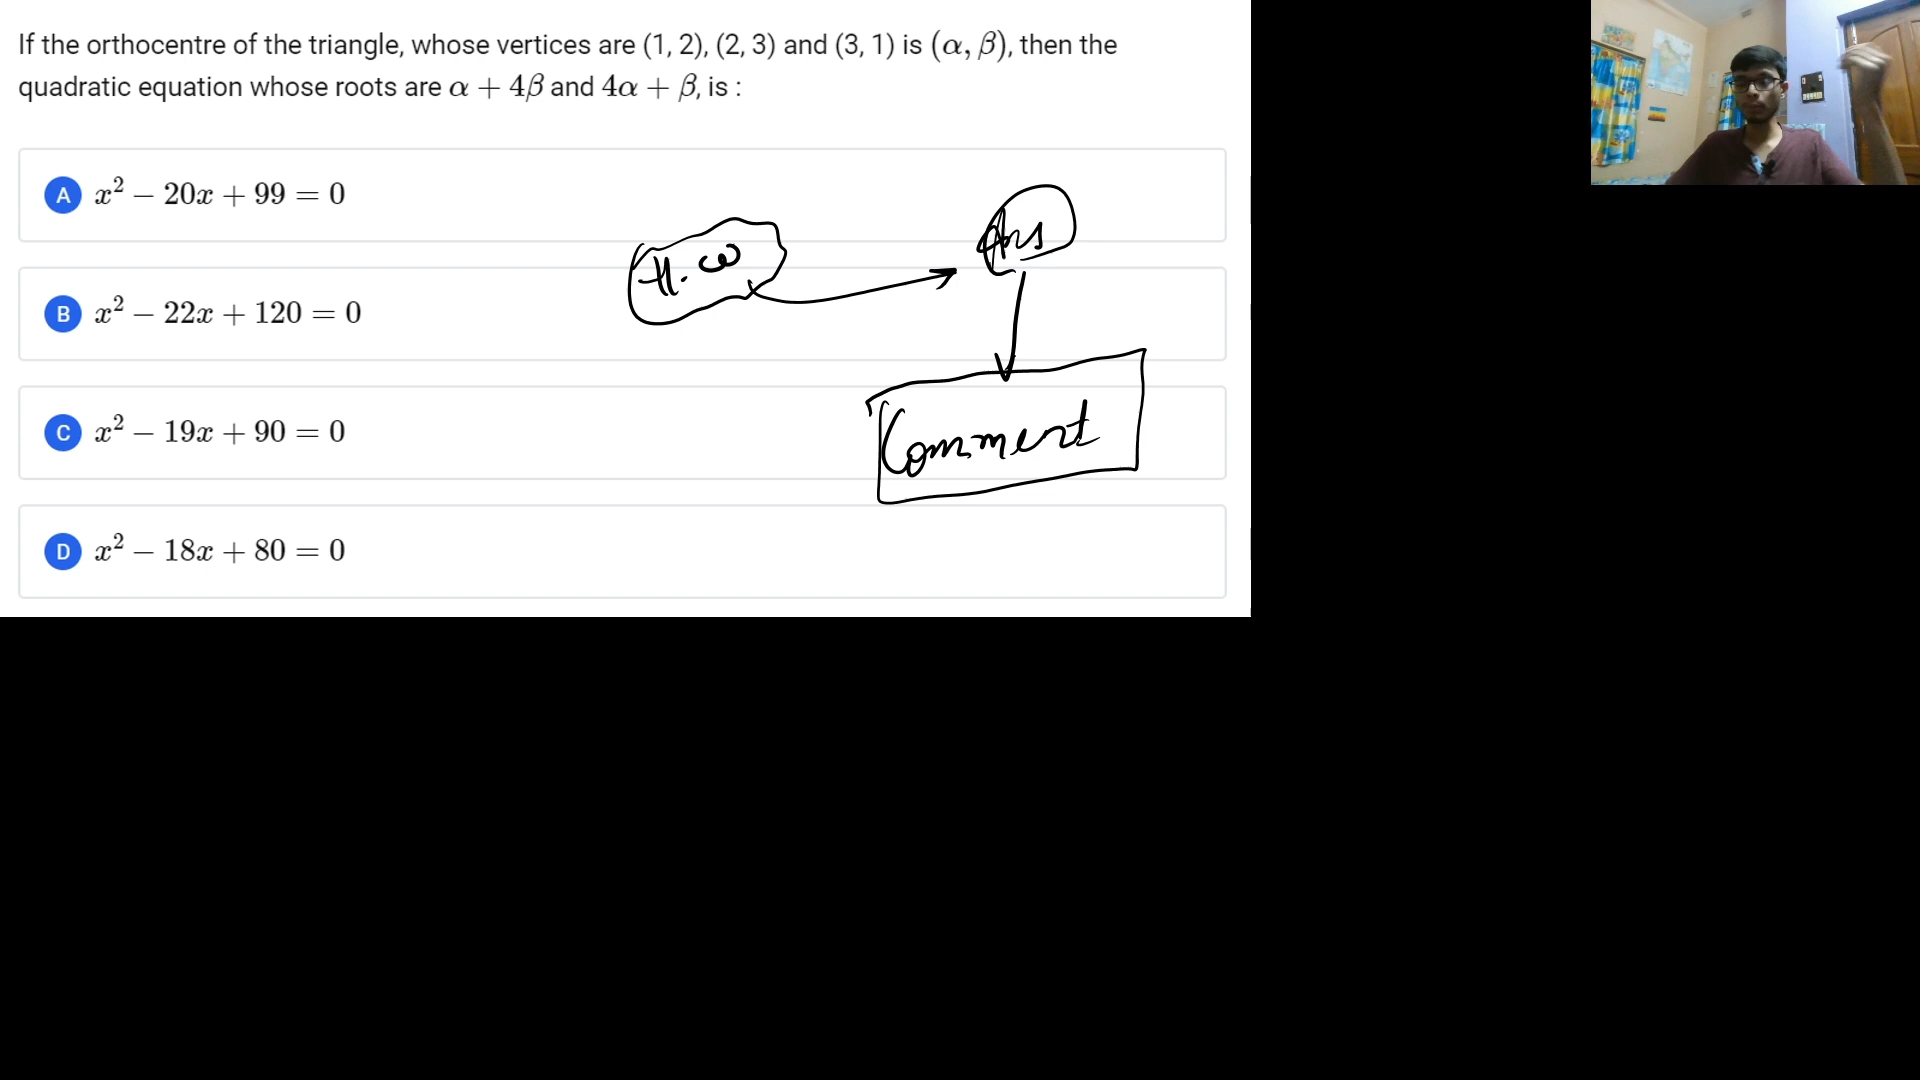 If the orthocentre of the triangle, whose vertices are (1, 2), (2, 3) and (3, 1) is (α, β), then the
quadratic equation whose roots are α + 4β and 4α + β, is :
A x² − 20x + 99 = 0
B x² − 22x + 120 = 0
C x² − 19x + 90 = 0
D x² − 18x + 80 = 0
H.W
Ans
Comment